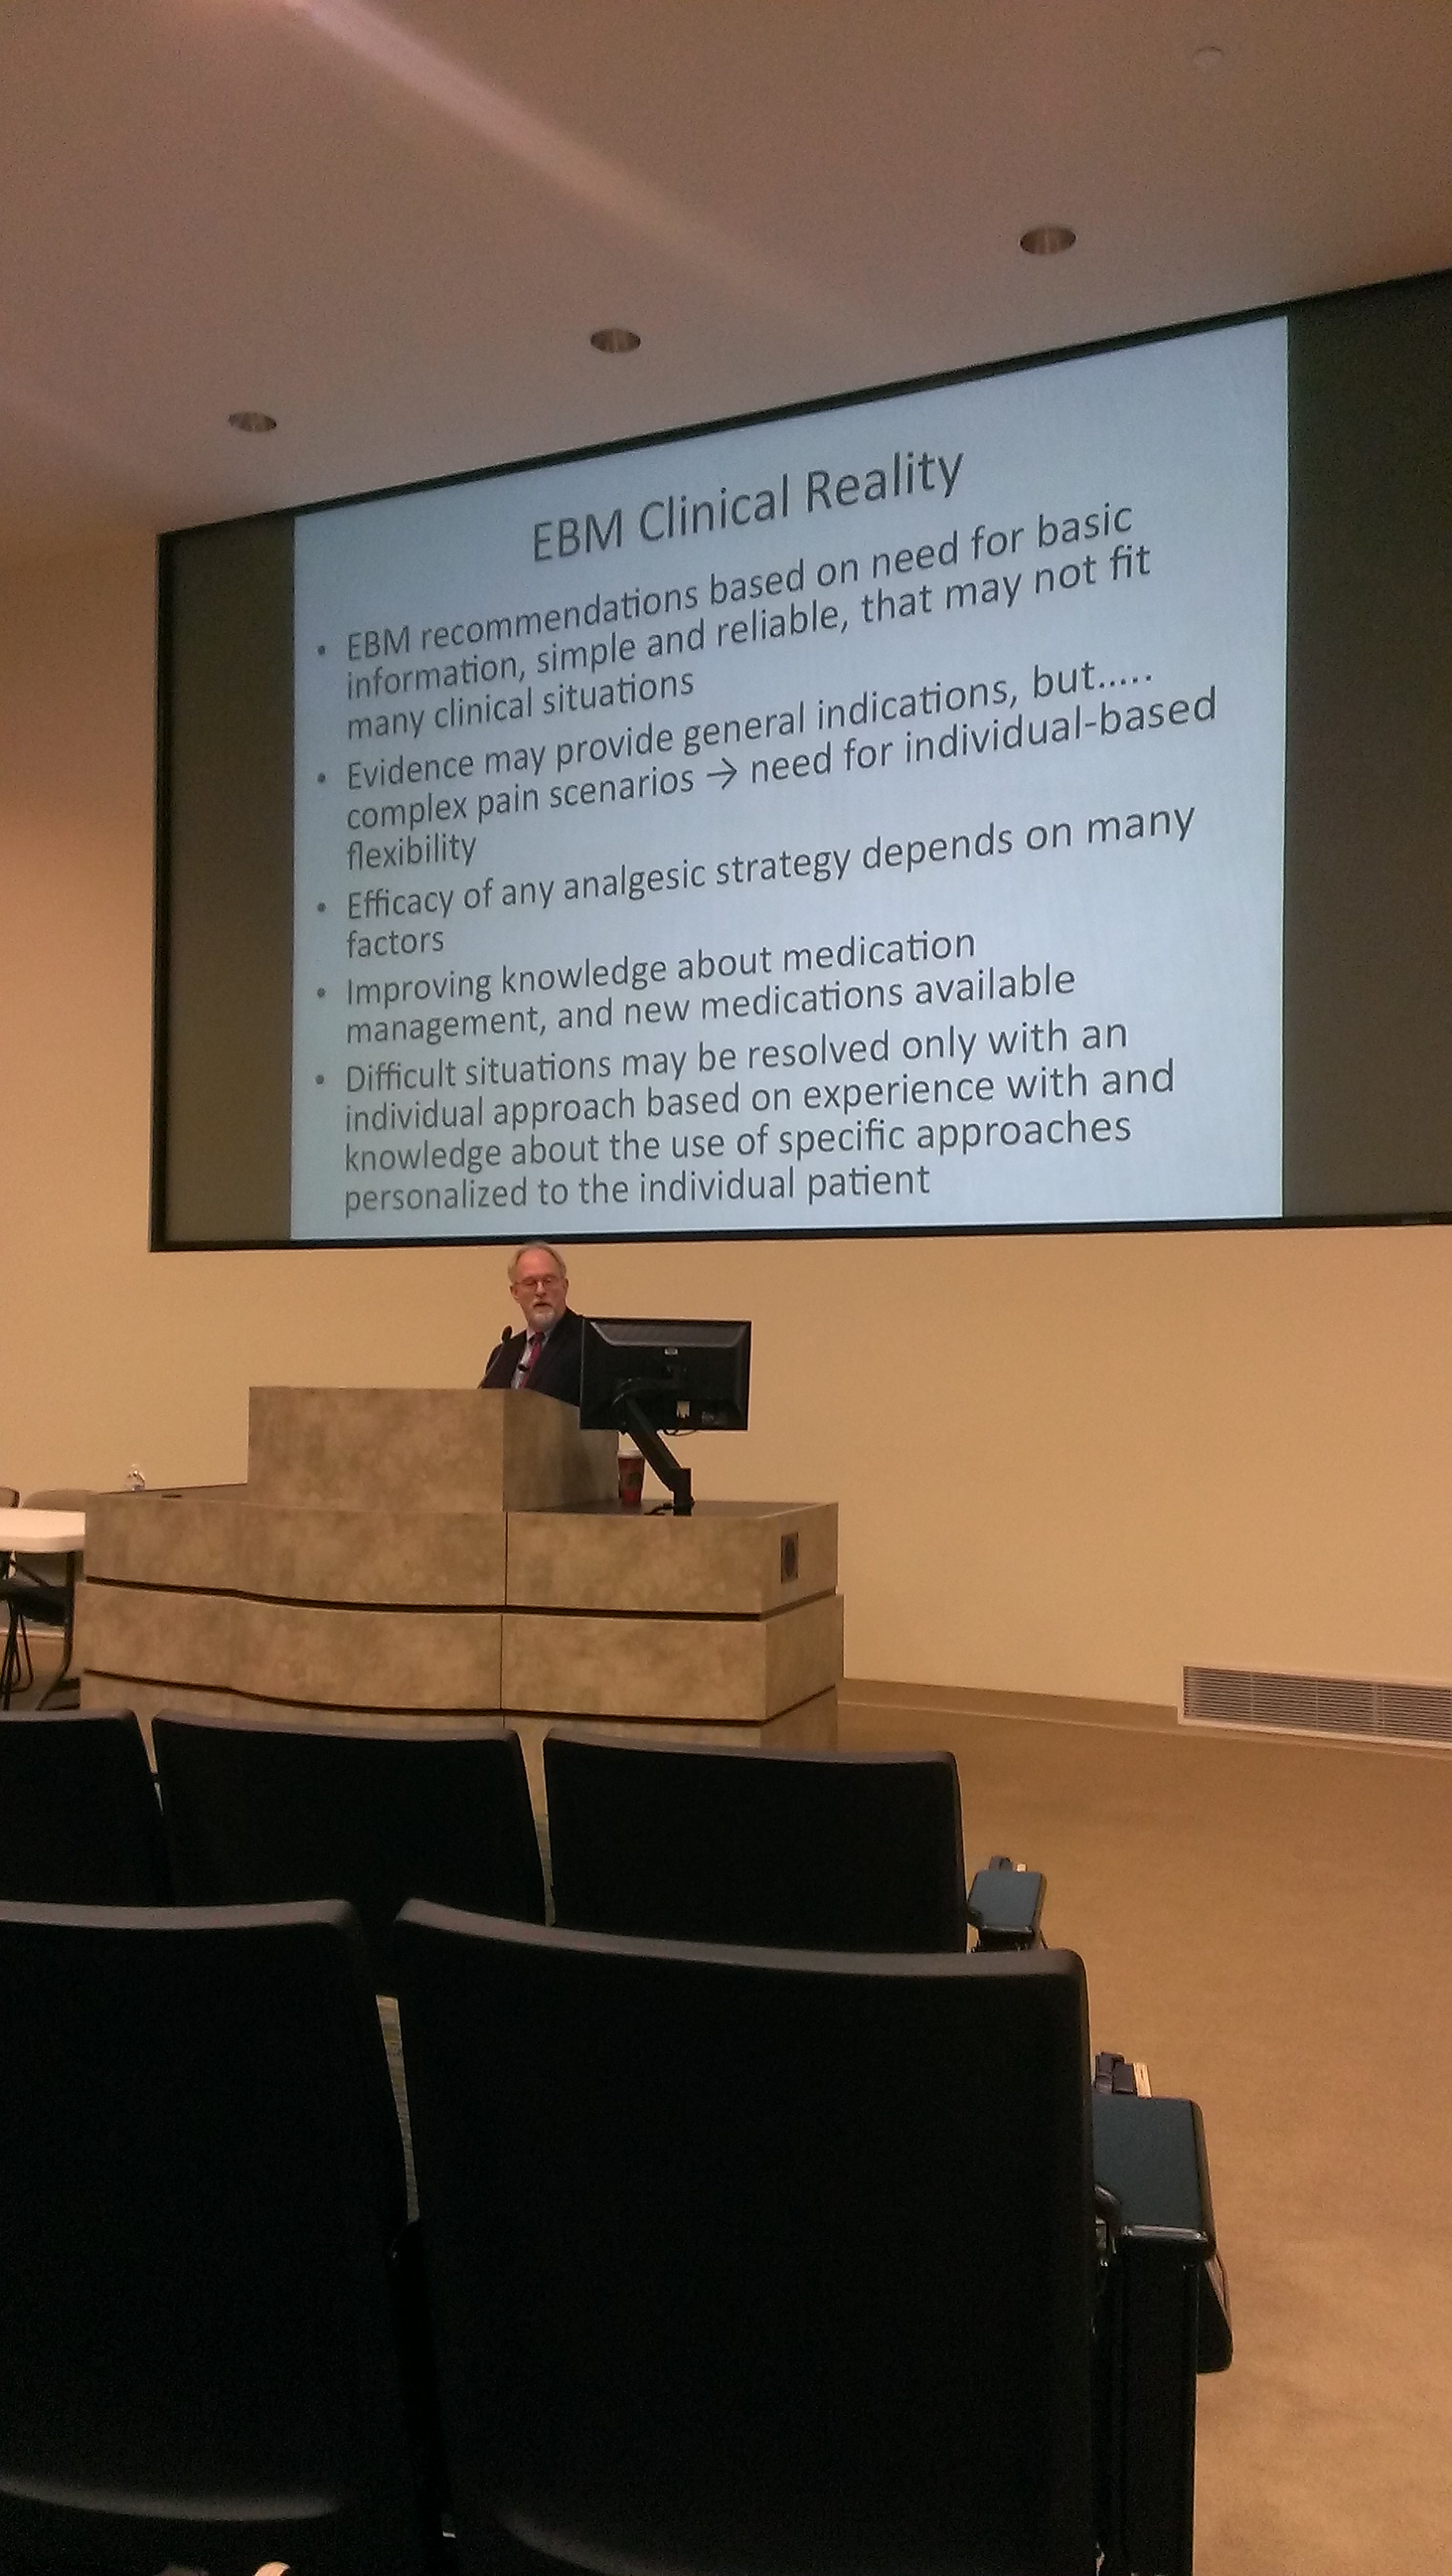 EBM Clinical Reality
• EBM recommendations based on need for basic
information, simple and reliable, that may not fit
many clinical situations
• Evidence may provide general indications, but.....
complex pain scenarios → need for individual-based
flexibility
• Efficacy of any analgesic strategy depends on many
factors
• Improving knowledge about medication
management, and new medications available
• Difficult situations may be resolved only with an
individual approach based on experience with and
knowledge about the use of specific approaches
personalized to the individual patient